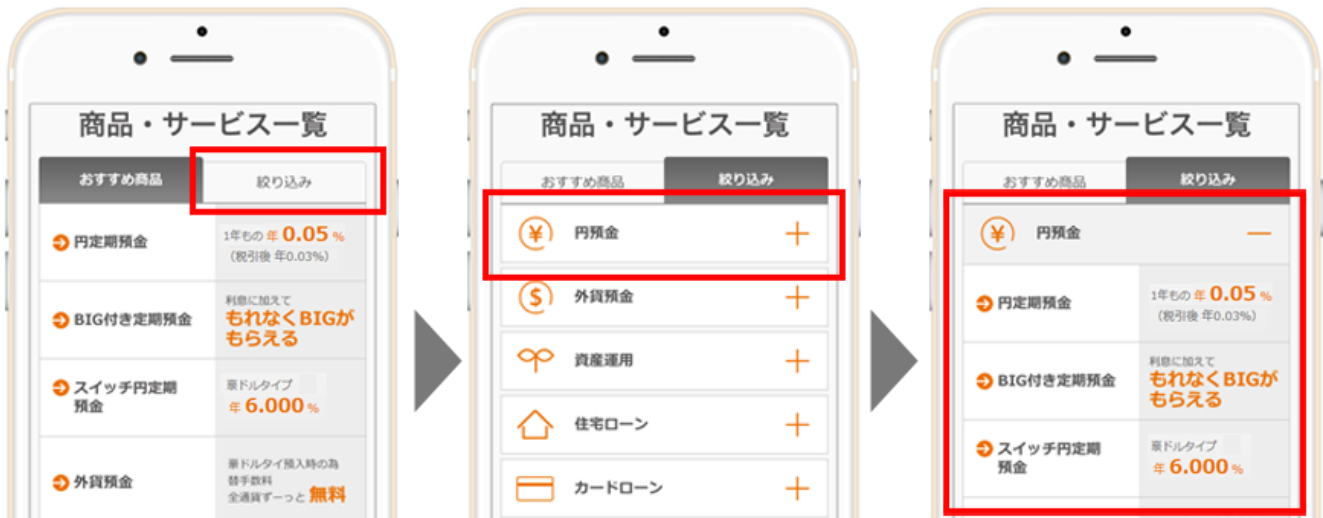 商品・サービス一覧
おすすめ商品
絞り込み
円定期預金
1年もの 年 0.05 %
(税引後 年0.03%)
BIG付き定期預金
利息に加えて
もれなくBIGが
もらえる
スイッチ円定期
預金
豪ドルタイプ
年 6.000 %
外貨預金
豪ドルタイ預入時の為
替手数料
全通貨ずーっと 無料
商品・サービス一覧
おすすめ商品
絞り込み
¥ 円預金 +
$ 外貨預金 +
資産運用 +
住宅ローン +
カードローン +
商品・サービス一覧
おすすめ商品
絞り込み
¥ 円預金 −
円定期預金
1年もの 年 0.05 %
(税引後 年0.03%)
BIG付き定期預金
利息に加えて
もれなくBIGが
もらえる
スイッチ円定期
預金
豪ドルタイプ
年 6.000 %